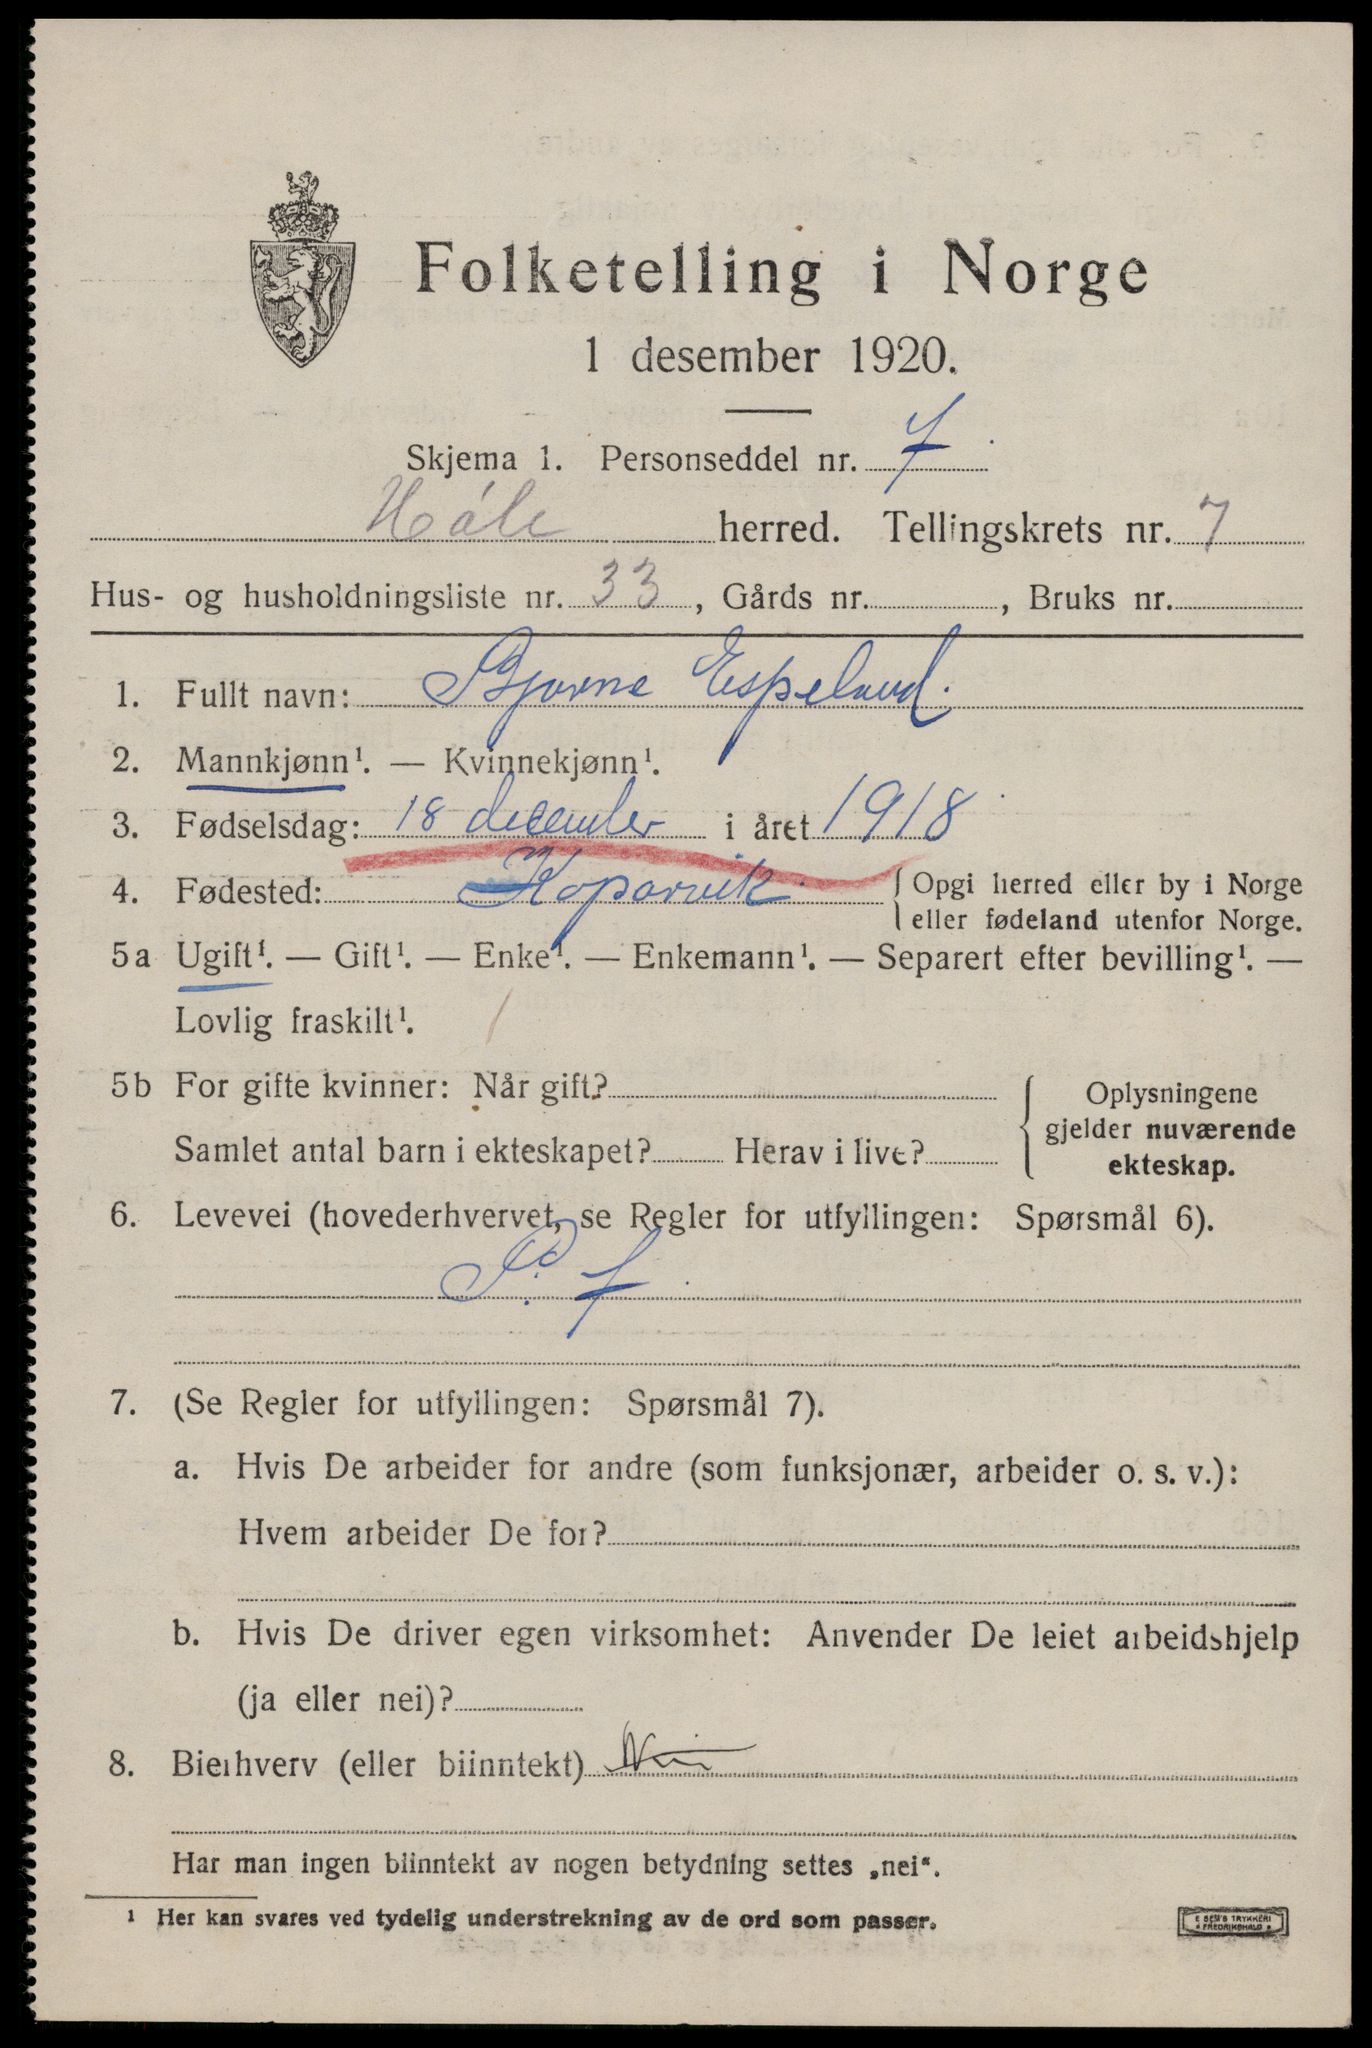 Folketelling i Norge
1 desember 1920.
Skjema 1. Personseddel nr. 7
Hóle herred. Tellingskrets nr. 7
Hus- og husholdningsliste nr. 33, Gårds nr. , Bruks nr.
1. Fullt navn: Bjarne Espeland.
2. Mannkjønn¹. — Kvinnekjønn¹.
3. Fødselsdag: 18 december i året 1918
4. Fødested: Kopervik. {Opgi herred eller by i Norge
eller fødeland utenfor Norge.
5a Ugift¹. — Gift¹. — Enke¹. — Enkemann¹. — Separert efter bevilling¹. —
Lovlig fraskilt¹.
5b For gifte kvinner: Når gift?
Samlet antal barn i ekteskapet? Herav i live?
Oplysningene
gjelder nuværende
ekteskap.
6. Levevei (hovederhvervet, se Regler for utfyllingen: Spørsmål 6).
P. f
7. (Se Regler for utfyllingen: Spørsmål 7).
a. Hvis De arbeider for andre (som funksjonær, arbeider o. s. v.):
Hvem arbeider De for?
b. Hvis De driver egen virksomhet: Anvender De leiet arbeidshjelp
(ja eller nei)?
8. Bierhverv (eller biinntekt) Nei
Har man ingen biinntekt av nogen betydning settes „nei“.
¹ Her kan svares ved tydelig understrekning av de ord som passer.
E SEM'S TRYKKERI
FREDRIKSHALD